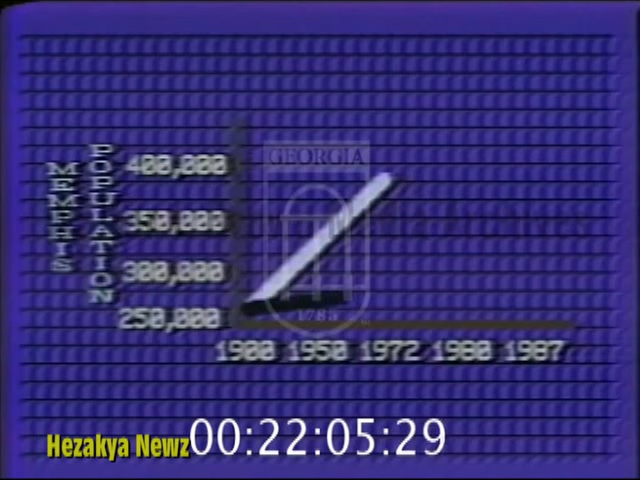 MEMPHIS
POPULATION
400,000
350,000
300,000
250,000
GEORGIA
1785
1900 1950 1972 1980 1987
Hezakya Newz
00:22:05:29